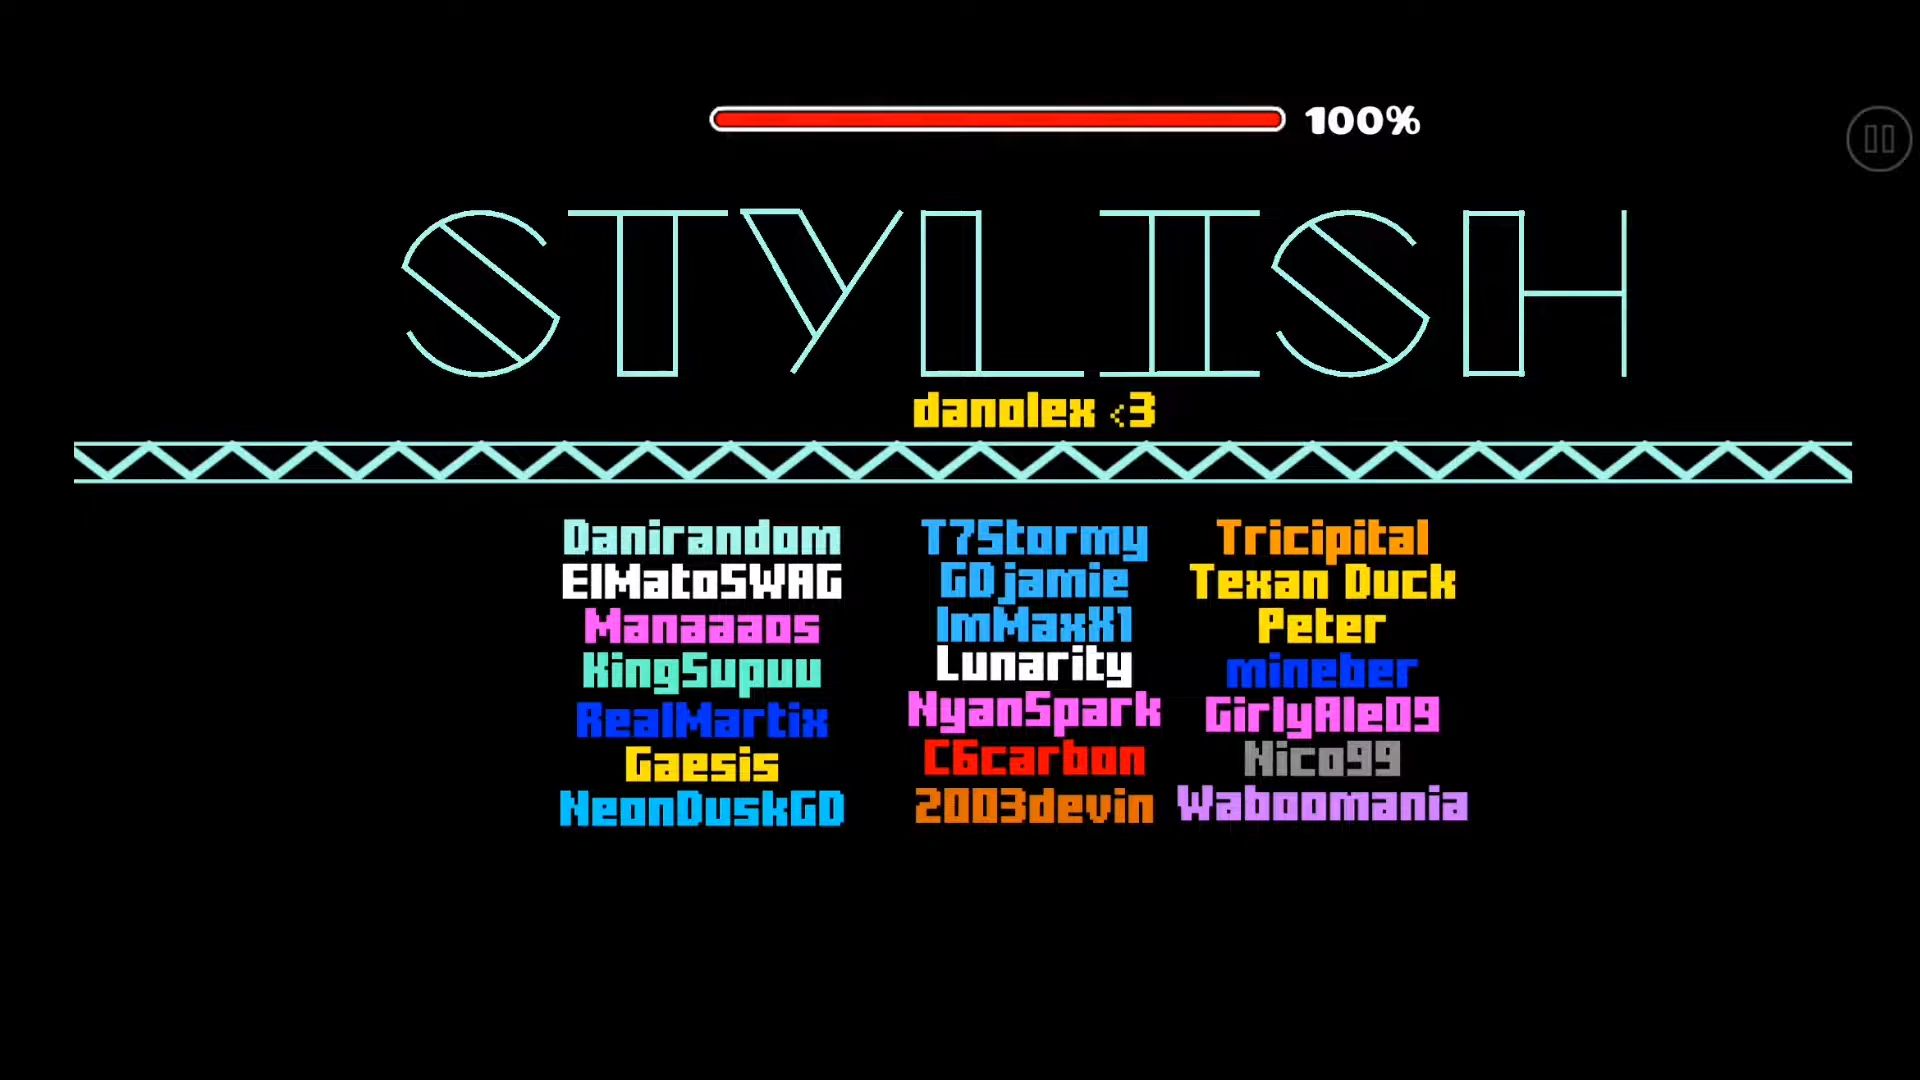 100%
STYLISH
danolex <3
Danirandom
ElMatoSWAG
Manaaaos
KingSupuu
RealMartix
Gaesis
NeonDuskGD
T7Stormy
GDjamie
ImMaxX1
Lunarity
NyanSpark
C6carbon
2003devin
Tricipital
Texan Duck
Peter
mineber
GirlyAle09
Nico99
Waboomania